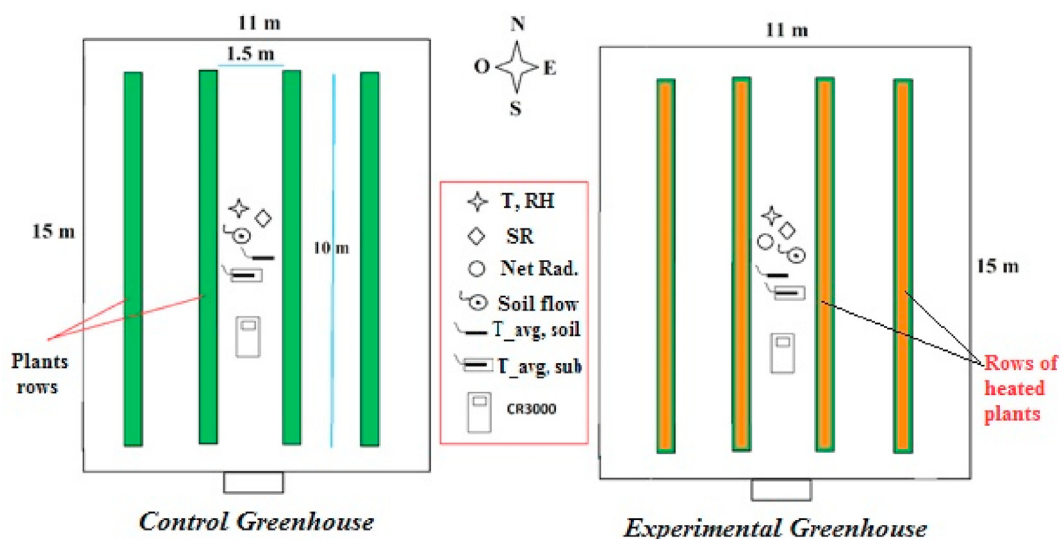 11 m
1.5 m
15 m
10 m
Plants
rows
Control Greenhouse
N
O E
S
T, RH
SR
Net Rad.
Soil flow
T_avg, soil
T_avg, sub
CR3000
11 m
15 m
Rows of
heated
plants
Experimental Greenhouse